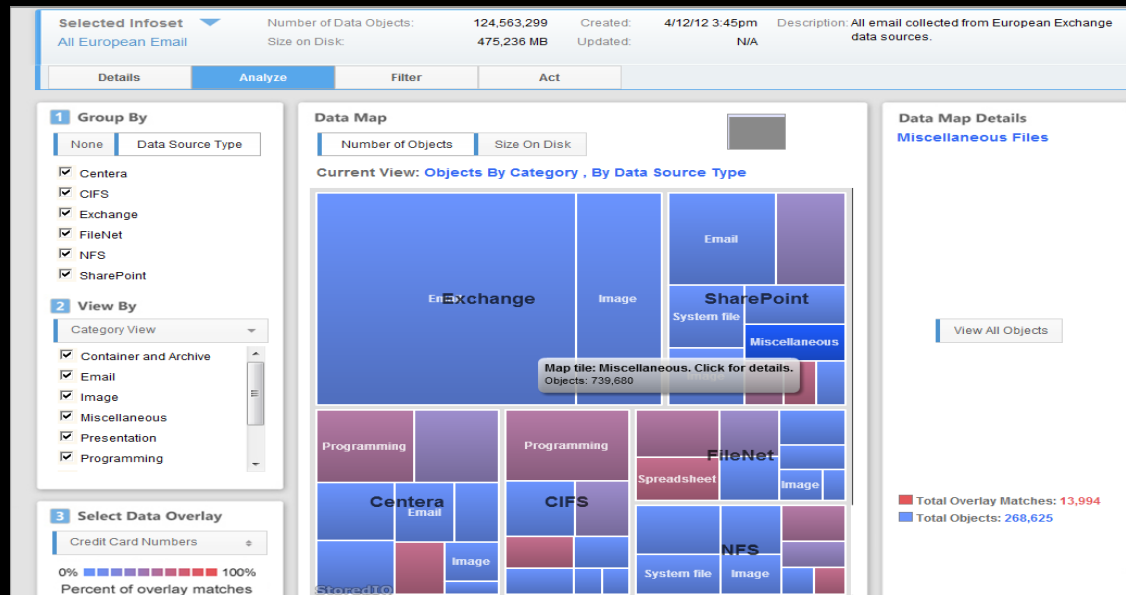 Selected Infoset
All European Email
Number of Data Objects: 124,563,299
Size on Disk: 475,236 MB
Created: 4/12/12 3:45pm
Updated: N/A
Description: All email collected from European Exchange
data sources.
Details Analyze Filter Act
1 Group By
None Data Source Type
Centera
CIFS
Exchange
FileNet
NFS
SharePoint
2 View By
Category View
Container and Archive
Email
Image
Miscellaneous
Presentation
Programming
3 Select Data Overlay
Credit Card Numbers
0% 100%
Percent of overlay matches
Data Map
Number of Objects Size On Disk
Current View: Objects By Category , By Data Source Type
Exchange
Email
Image
SharePoint
Email
System file
Miscellaneous
Map tile: Miscellaneous. Click for details.
Objects: 739,680
Programming
Centera
Email
Image
StoredIQ
Programming
CIFS
FileNet
Spreadsheet
Image
NFS
System file
Image
Data Map Details
Miscellaneous Files
View All Objects
Total Overlay Matches: 13,994
Total Objects: 268,625